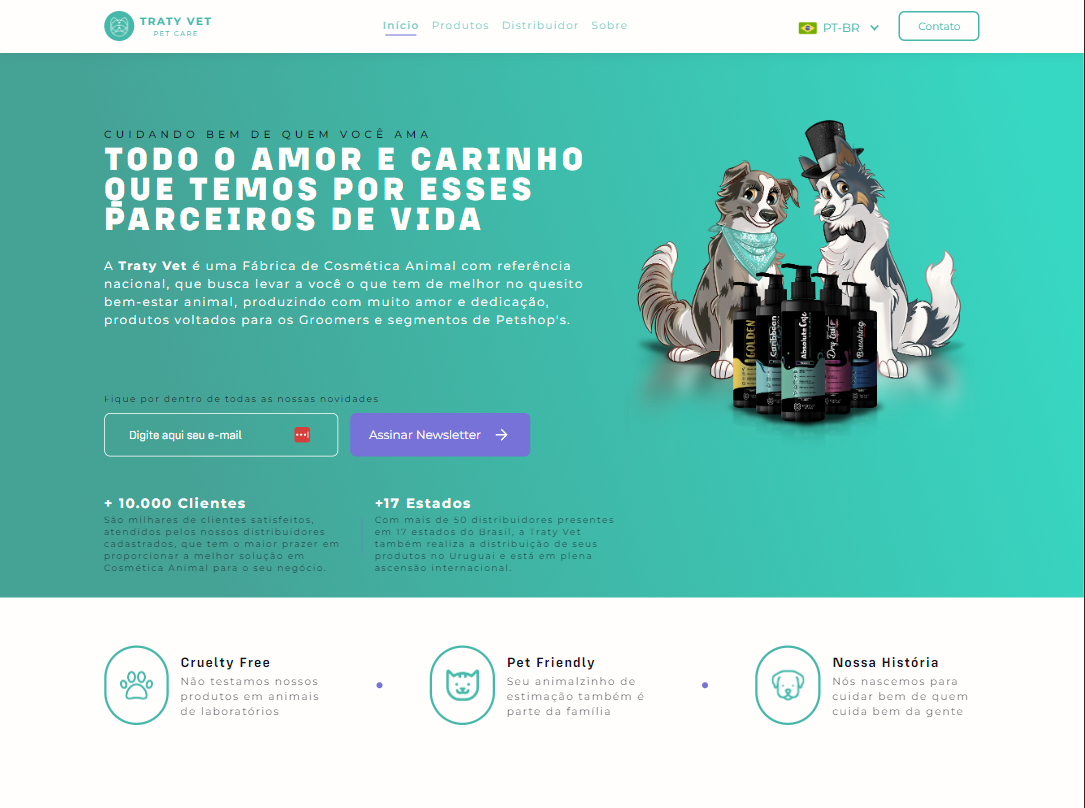 TRATY VET
PET CARE
Início Produtos Distribuidor Sobre
PT-BR
Contato
CUIDANDO BEM DE QUEM VOCÊ AMA
TODO O AMOR E CARINHO
QUE TEMOS POR ESSES
PARCEIROS DE VIDA
A Traty Vet é uma Fábrica de Cosmética Animal com referência
nacional, que busca levar a você o que tem de melhor no quesito
bem-estar animal, produzindo com muito amor e dedicação,
produtos voltados para os Groomers e segmentos de Petshop's.
GOLDEN
Caribbean
Absolute Cafe
Brushing
Fique por dentro de todas as nossas novidades
Digite aqui seu e-mail
Assinar Newsletter
+ 10.000 Clientes
São milhares de clientes satisfeitos,
atendidos pelos nossos distribuidores
cadastrados, que tem o maior prazer em
proporcionar a melhor solução em
Cosmética Animal para o seu negócio.
+17 Estados
Com mais de 50 distribuidores presentes
em 17 estados do Brasil, a Traty Vet
também realiza a distribuição de seus
produtos no Uruguai e está em plena
ascensão internacional.
Cruelty Free
Não testamos nossos
produtos em animais
de laboratórios
Pet Friendly
Seu animalzinho de
estimação também é
parte da família
Nossa História
Nós nascemos para
cuidar bem de quem
cuida bem da gente